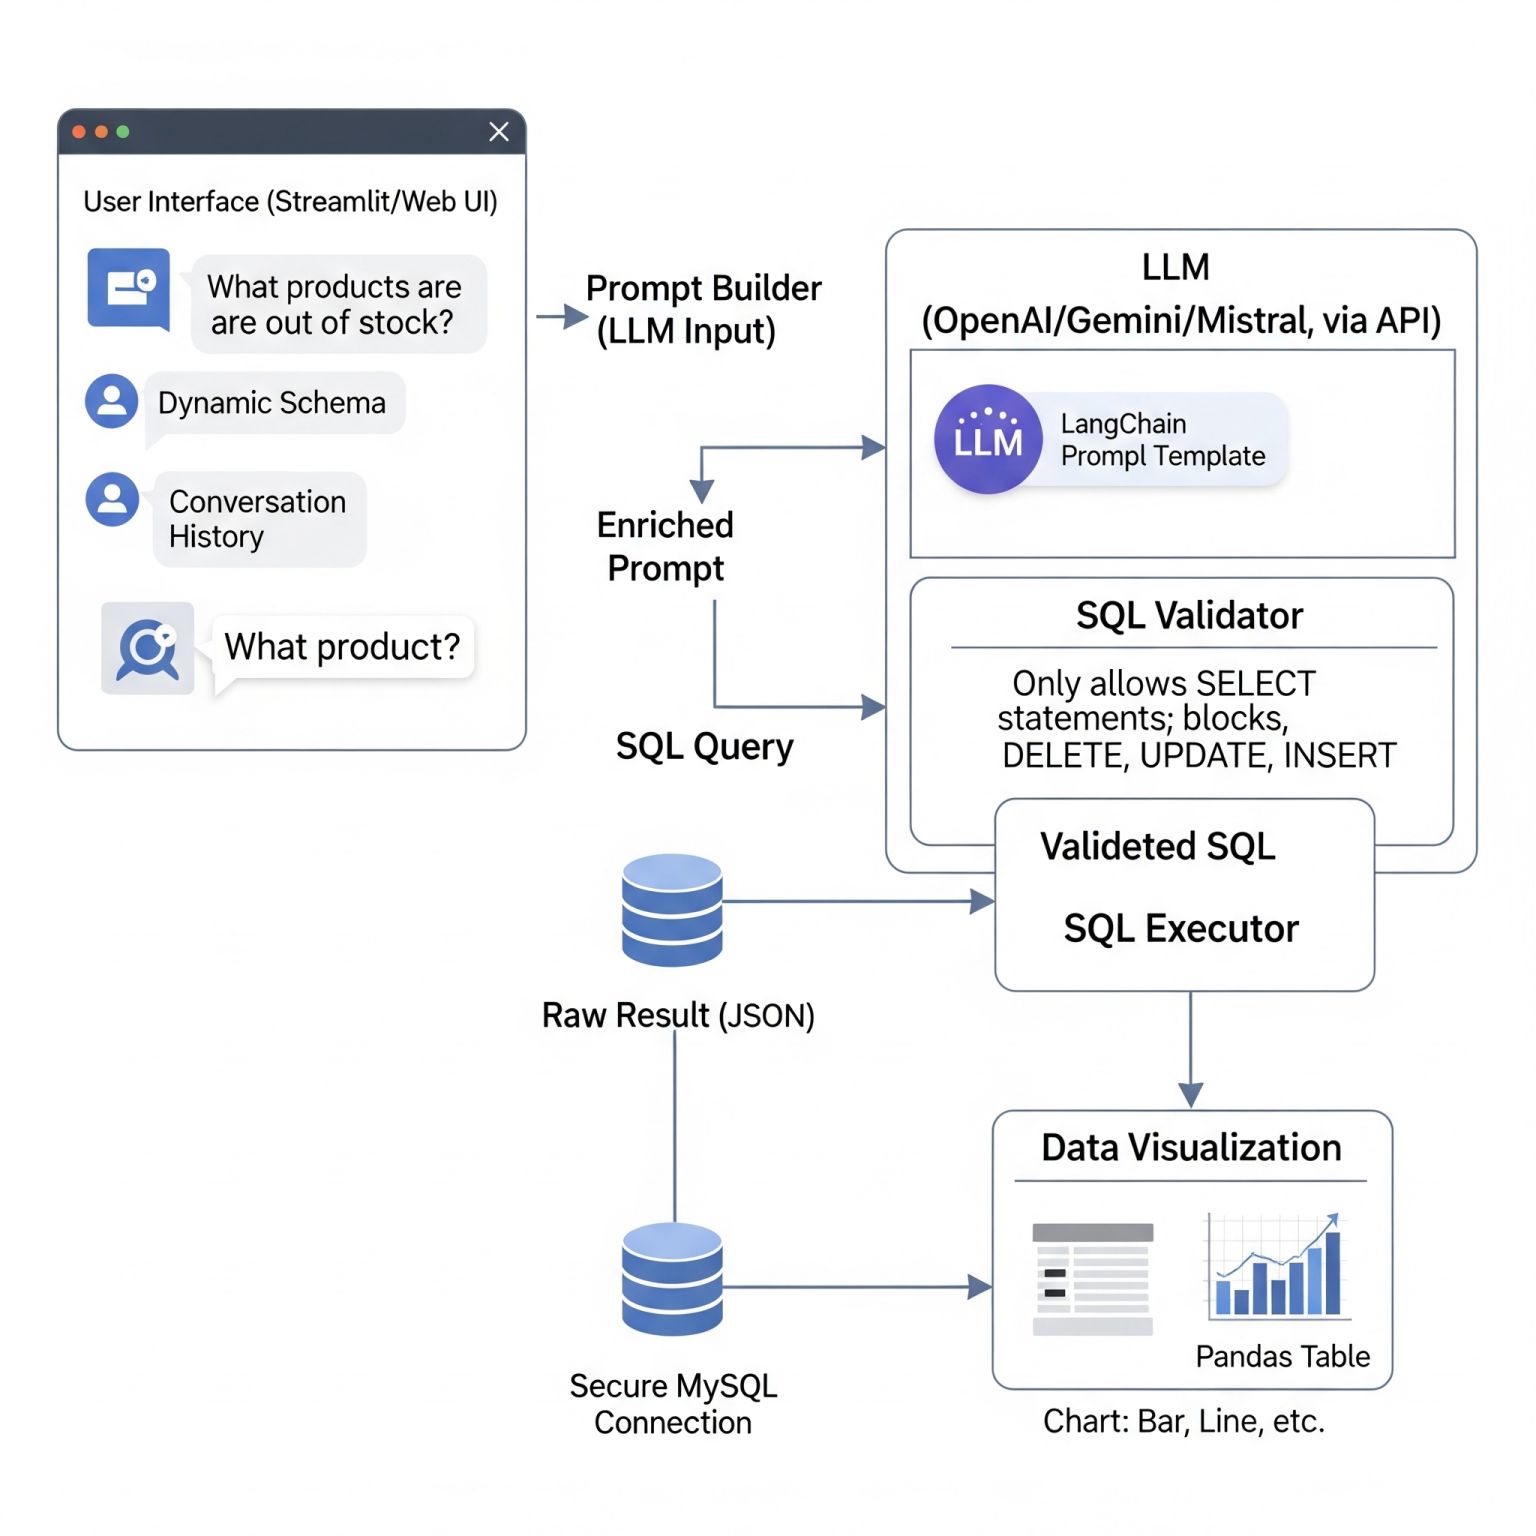 User Interface (Streamlit/Web UI)
What products are
are out of stock?
Dynamic Schema
Conversation
History
What product?
Prompt Builder
(LLM Input)
Enriched
Prompt
SQL Query
LLM
(OpenAI/Gemini/Mistral, via API)
LLM
LangChain
Prompl Template
SQL Validator
Only allows SELECT
statements; blocks,
DELETE, UPDATE, INSERT
Valideted SQL
SQL Executor
Raw Result (JSON)
Secure MySQL
Connection
Data Visualization
Pandas Table
Chart: Bar, Line, etc.